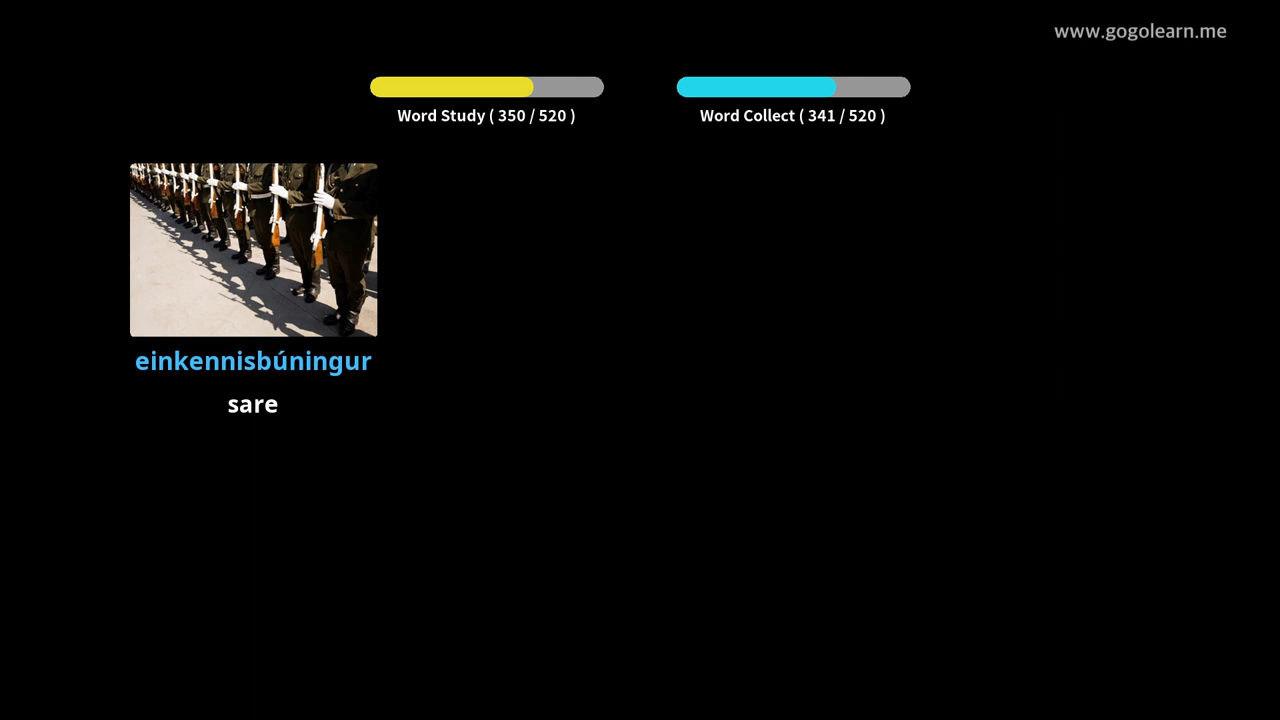 www.gogolearn.me
Word Study ( 350 / 520 )
Word Collect ( 341 / 520 )
einkennisbúningur
sare